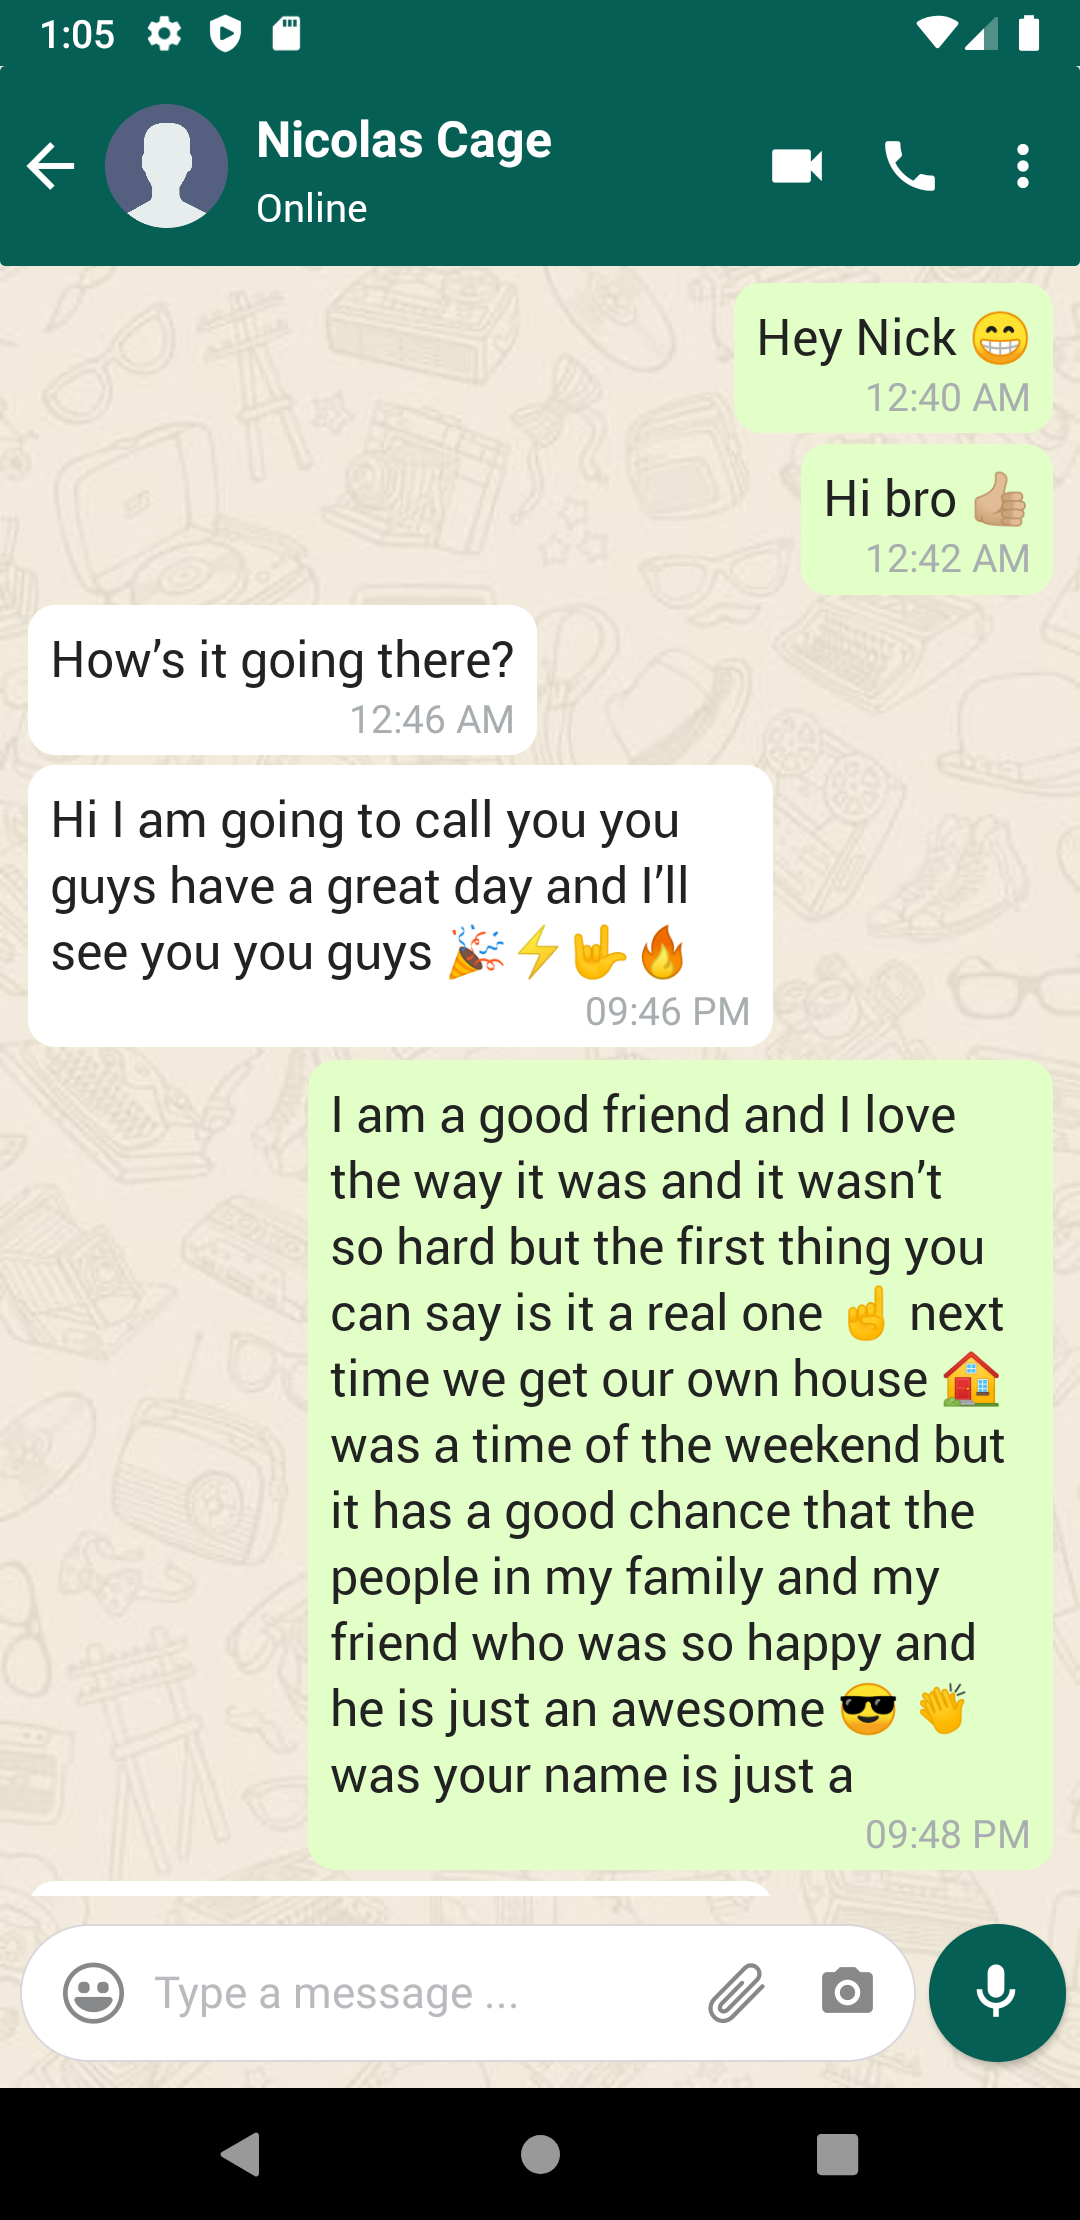 1:05
Nicolas Cage
Online
Hey Nick 😁
12:40 AM
Hi bro 👍🏼
12:42 AM
How’s it going there?
12:46 AM
Hi I am going to call you you
guys have a great day and I’ll
see you you guys 🎉⚡🤟🔥
09:46 PM
I am a good friend and I love
the way it was and it wasn’t
so hard but the first thing you
can say is it a real one ☝️ next
time we get our own house 🏠
was a time of the weekend but
it has a good chance that the
people in my family and my
friend who was so happy and
he is just an awesome 😎 👏
was your name is just a
09:48 PM
Type a message ...